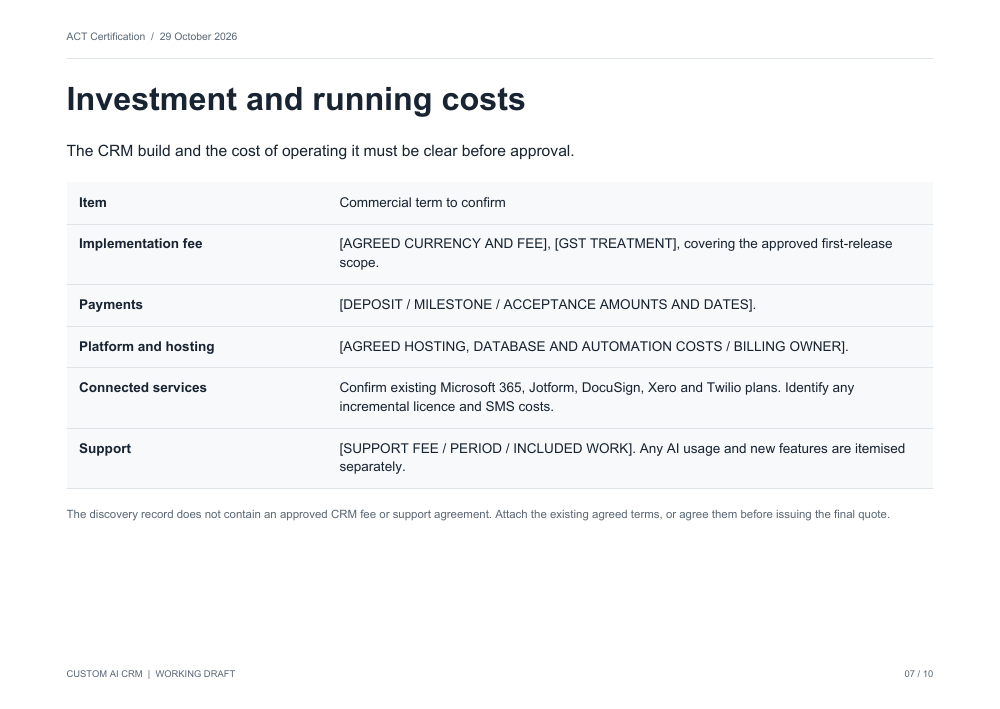 ACT Certification / 29 October 2026
Investment and running costs
The CRM build and the cost of operating it must be clear before approval.
Item
Commercial term to confirm
Implementation fee
[AGREED CURRENCY AND FEE], [GST TREATMENT], covering the approved first-release
scope.
Payments
[DEPOSIT / MILESTONE / ACCEPTANCE AMOUNTS AND DATES].
Platform and hosting
[AGREED HOSTING, DATABASE AND AUTOMATION COSTS / BILLING OWNER].
Connected services
Confirm existing Microsoft 365, Jotform, DocuSign, Xero and Twilio plans. Identify any
incremental licence and SMS costs.
Support
[SUPPORT FEE / PERIOD / INCLUDED WORK]. Any AI usage and new features are itemised
separately.
The discovery record does not contain an approved CRM fee or support agreement. Attach the existing agreed terms, or agree them before issuing the final quote.
CUSTOM AI CRM | WORKING DRAFT
07 / 10